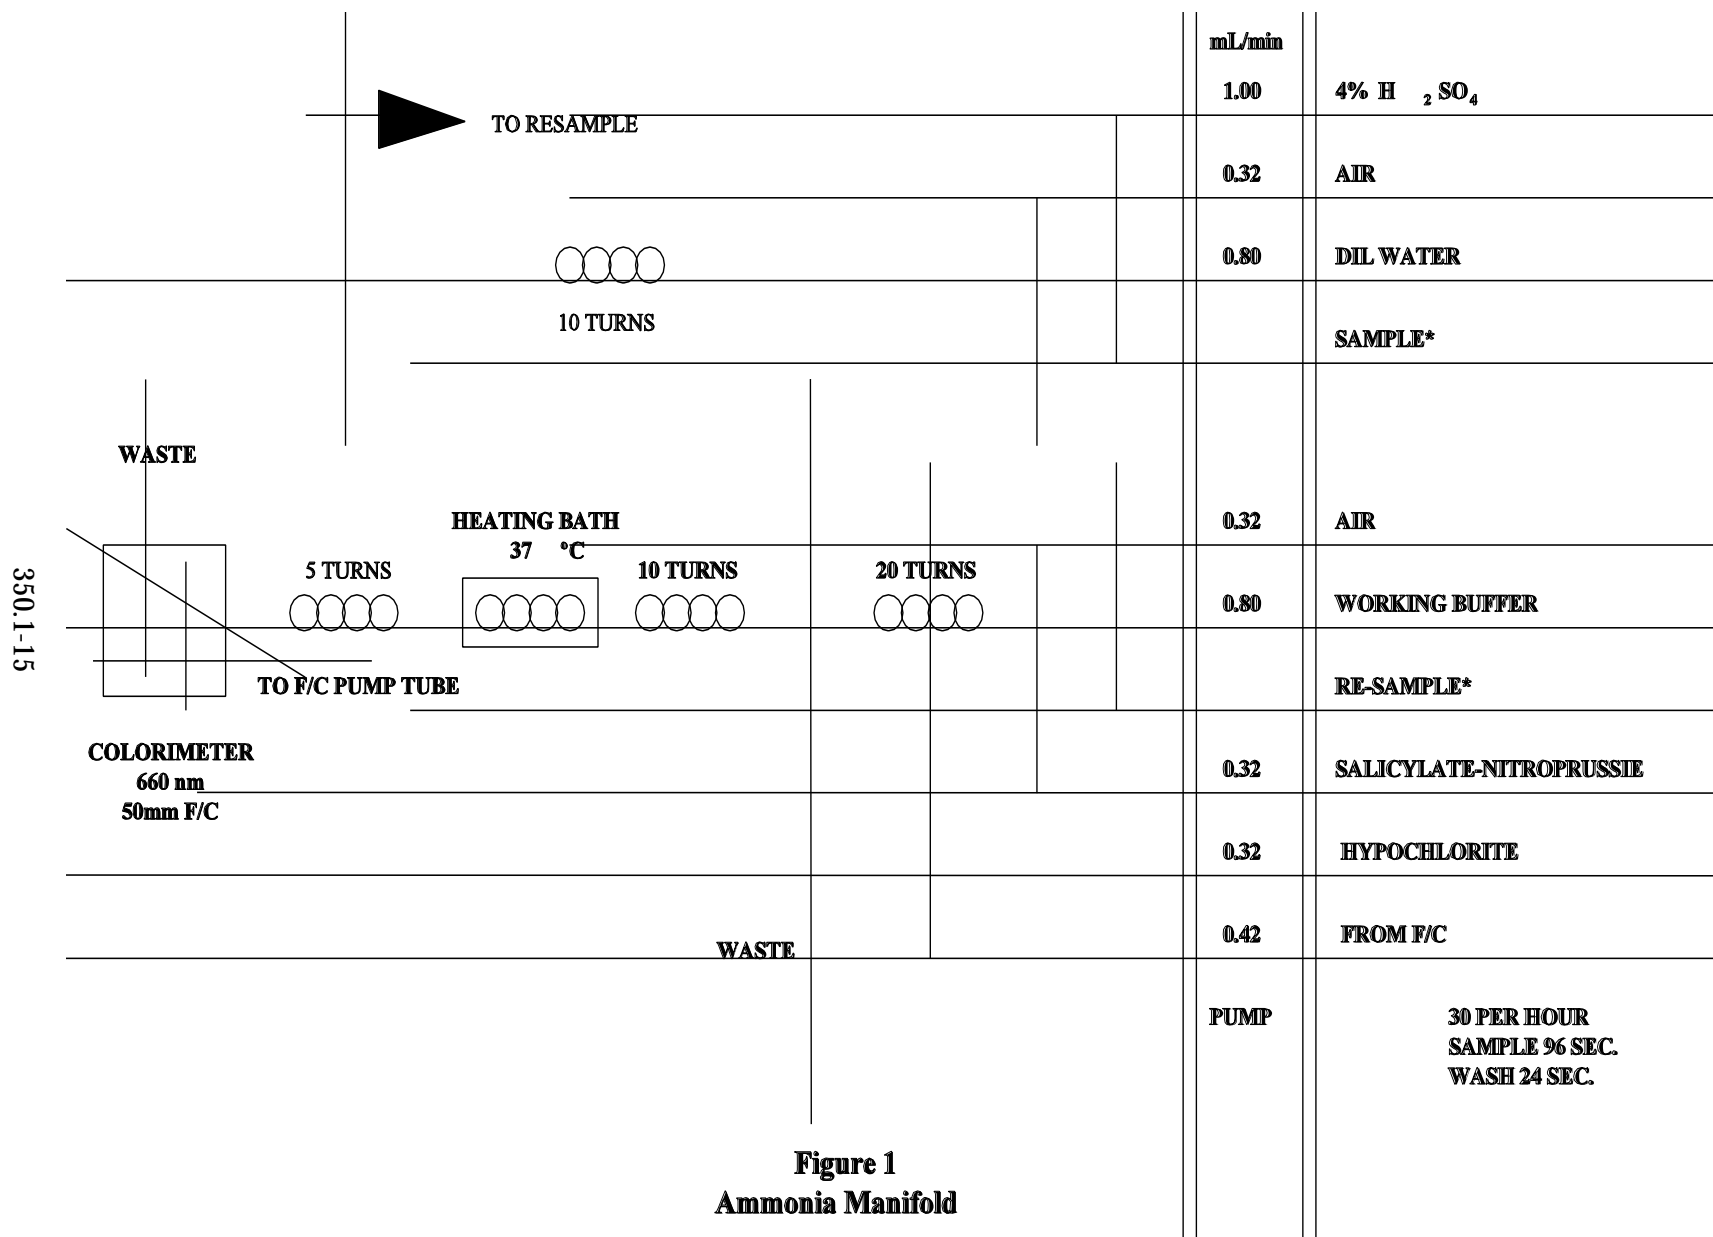 mL/min
1.00 4% H 2 SO4
TO RESAMPLE
0.32 AIR
0.80 DIL WATER
10 TURNS
SAMPLE*
WASTE
HEATING BATH
0.32 AIR
37 °C
5 TURNS 10 TURNS 20 TURNS
0.80 WORKING BUFFER
350.1-15
TO F/C PUMP TUBE
RE-SAMPLE*
COLORIMETER
660 nm
50mm F/C
0.32 SALICYLATE-NITROPRUSSIE
0.32 HYPOCHLORITE
0.42 FROM F/C
WASTE
PUMP
30 PER HOUR
SAMPLE 96 SEC.
WASH 24 SEC.
Figure 1
Ammonia Manifold